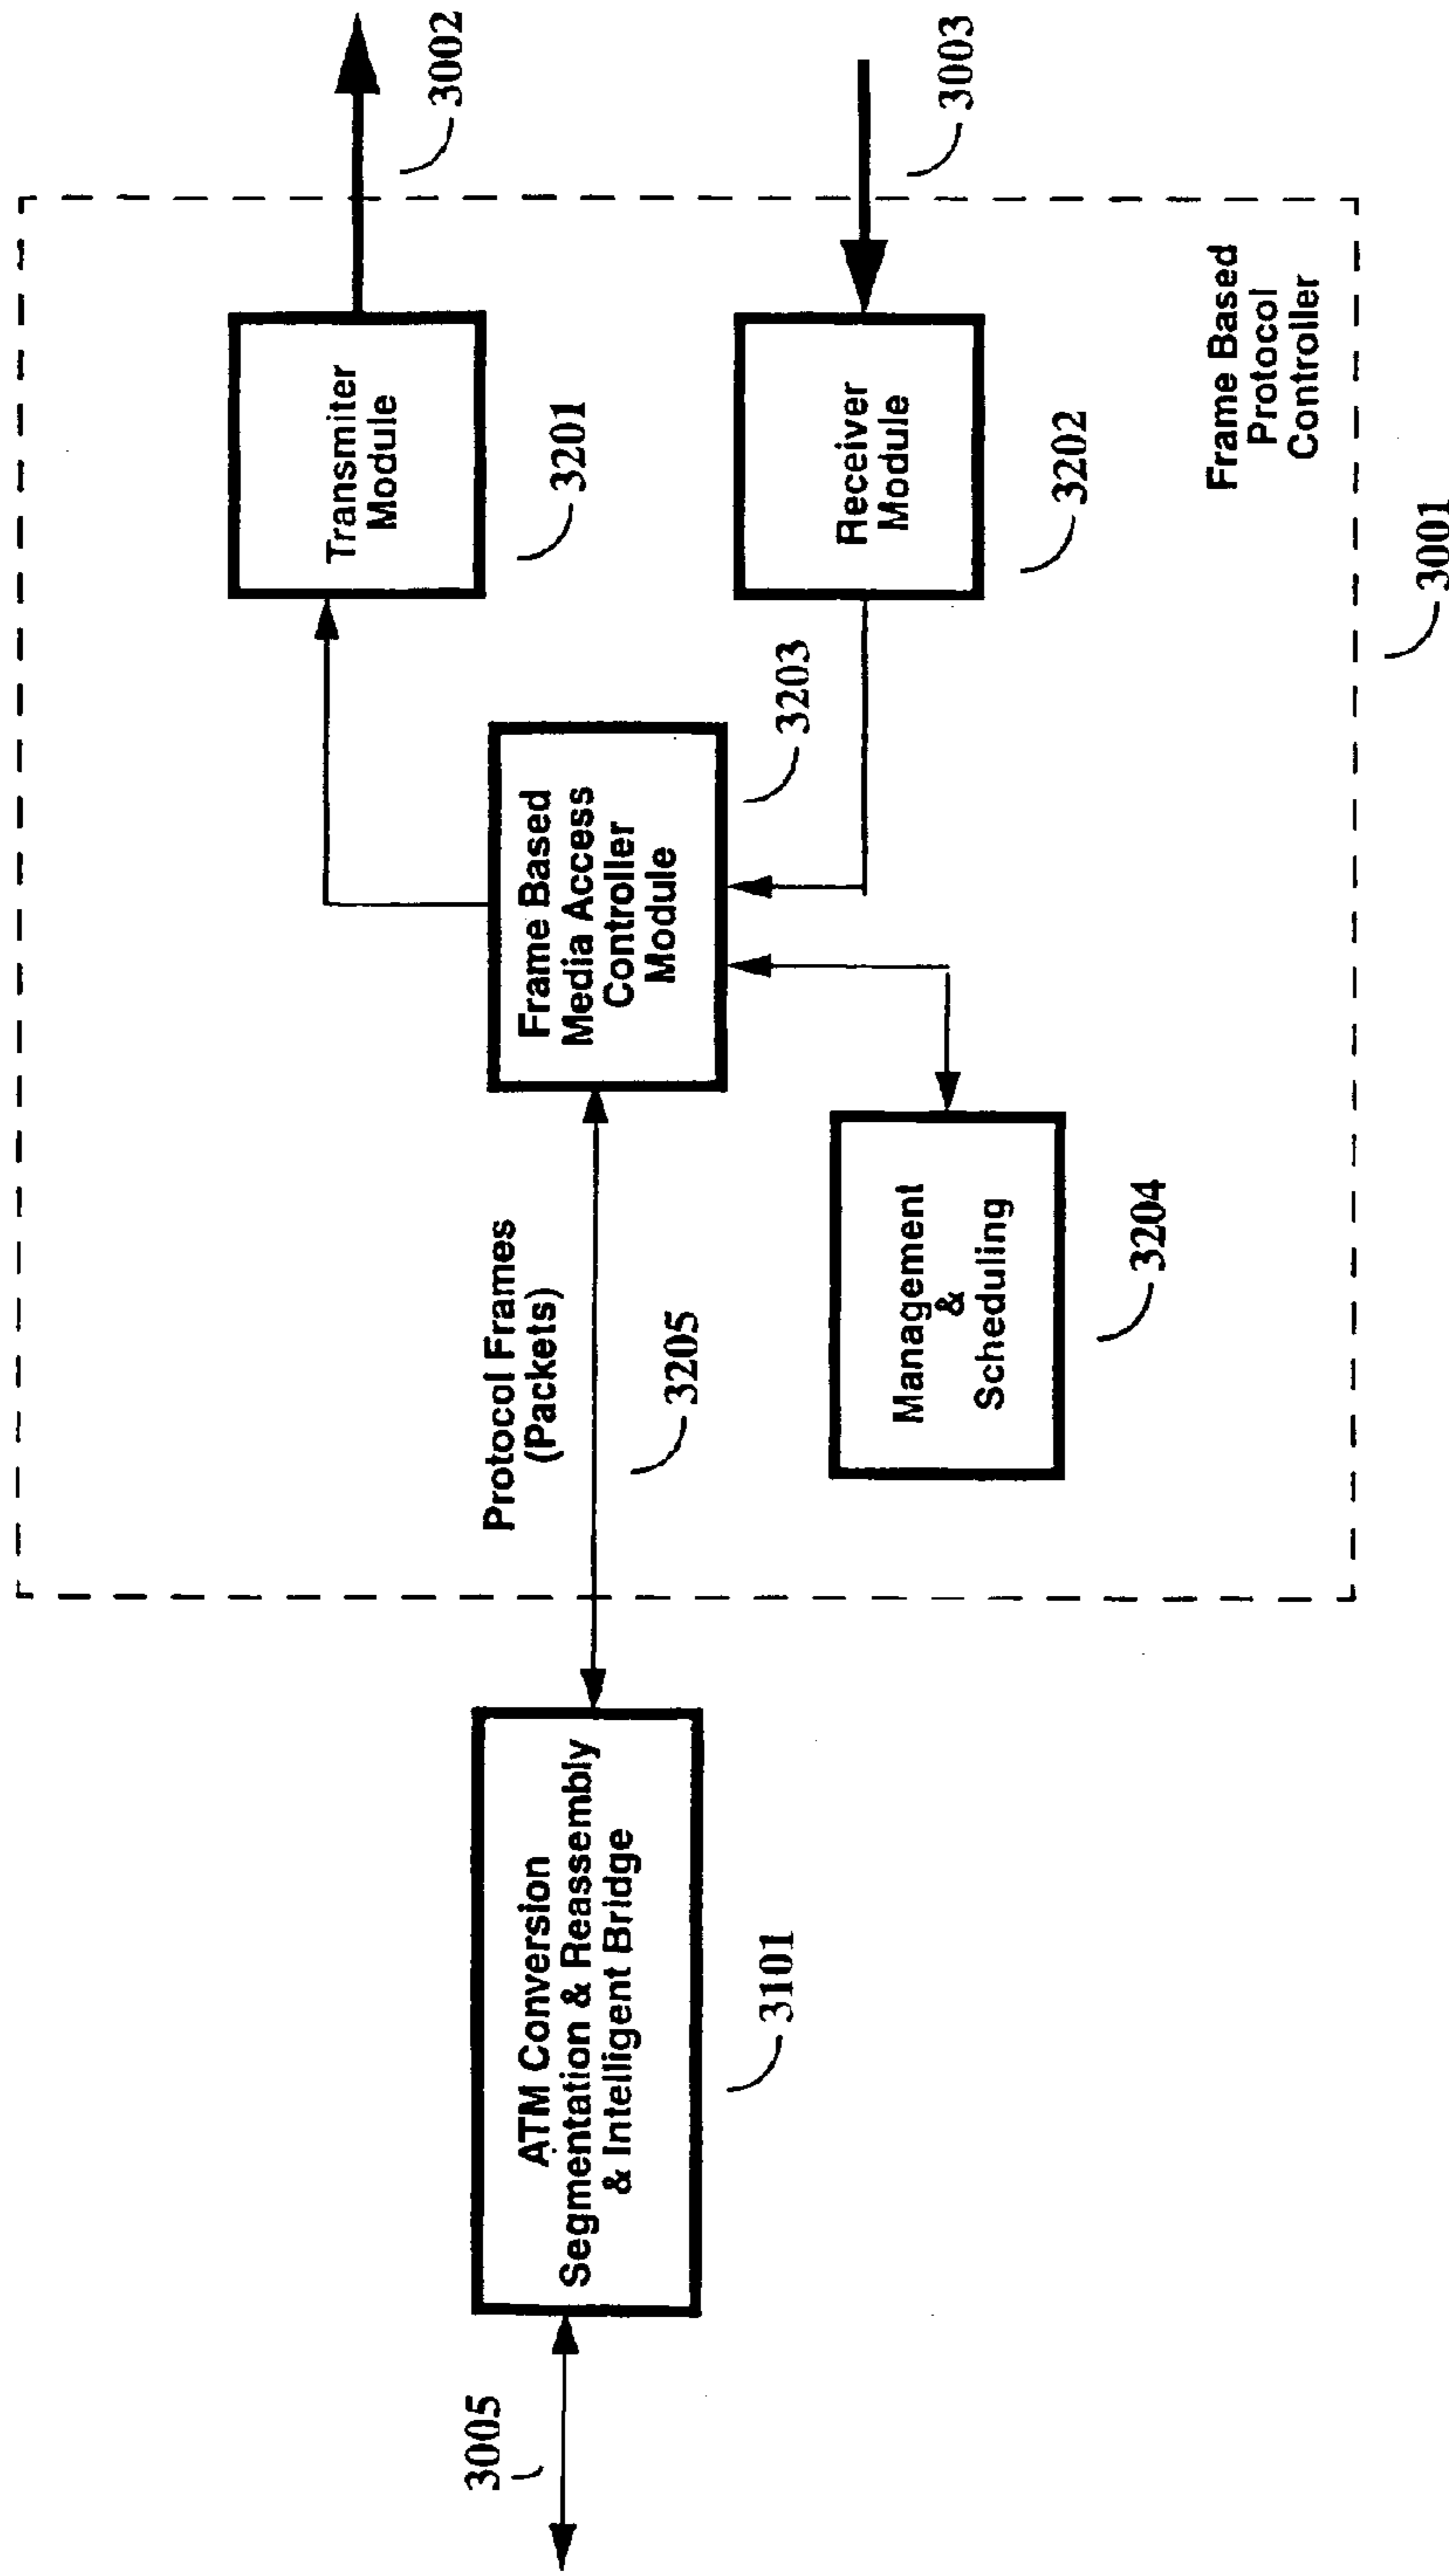 3005
ATM Conversion
Segmentation & Reassembly
& Intelligent Bridge
3101
Protocol Frames
(Packets)
3205
Frame Based
Media Access
Controller
Module
3203
Management
&
Scheduling
3204
Transmiter
Module
3201
Receiver
Module
3202
3002
3003
Frame Based
Protocol
Controller
3001